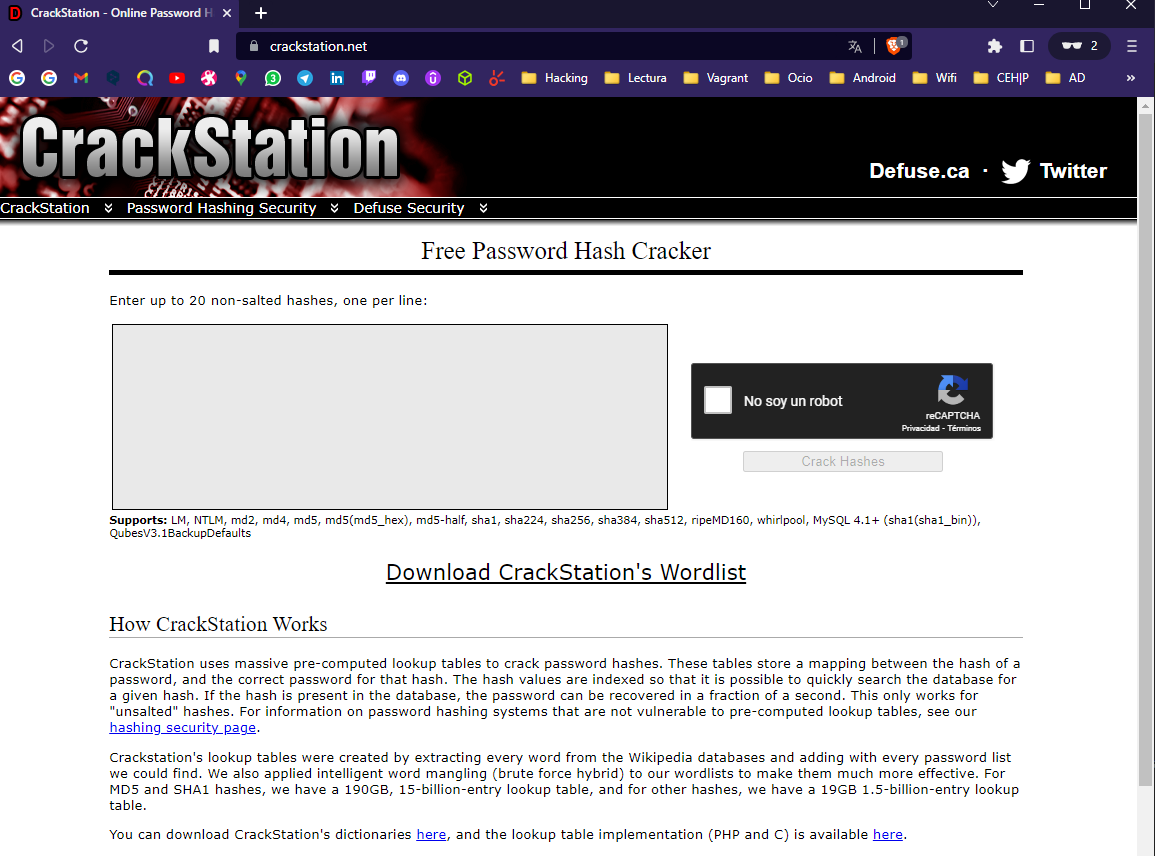 CrackStation - Online Password H
crackstation.net
1
2
3
Hacking
Lectura
Vagrant
Ocio
Android
Wifi
CEH|P
AD
»
CrackStation
Defuse.ca · Twitter
CrackStation
Password Hashing Security
Defuse Security
Free Password Hash Cracker
Enter up to 20 non-salted hashes, one per line:
No soy un robot
reCAPTCHA
Privacidad - Términos
Crack Hashes
Supports: LM, NTLM, md2, md4, md5, md5(md5_hex), md5-half, sha1, sha224, sha256, sha384, sha512, ripeMD160, whirlpool, MySQL 4.1+ (sha1(sha1_bin)),
QubesV3.1BackupDefaults
Download CrackStation's Wordlist
How CrackStation Works
CrackStation uses massive pre-computed lookup tables to crack password hashes. These tables store a mapping between the hash of a
password, and the correct password for that hash. The hash values are indexed so that it is possible to quickly search the database for
a given hash. If the hash is present in the database, the password can be recovered in a fraction of a second. This only works for
"unsalted" hashes. For information on password hashing systems that are not vulnerable to pre-computed lookup tables, see our
hashing security page.
Crackstation's lookup tables were created by extracting every word from the Wikipedia databases and adding with every password list
we could find. We also applied intelligent word mangling (brute force hybrid) to our wordlists to make them much more effective. For
MD5 and SHA1 hashes, we have a 190GB, 15-billion-entry lookup table, and for other hashes, we have a 19GB 1.5-billion-entry lookup
table.
You can download CrackStation's dictionaries here, and the lookup table implementation (PHP and C) is available here.